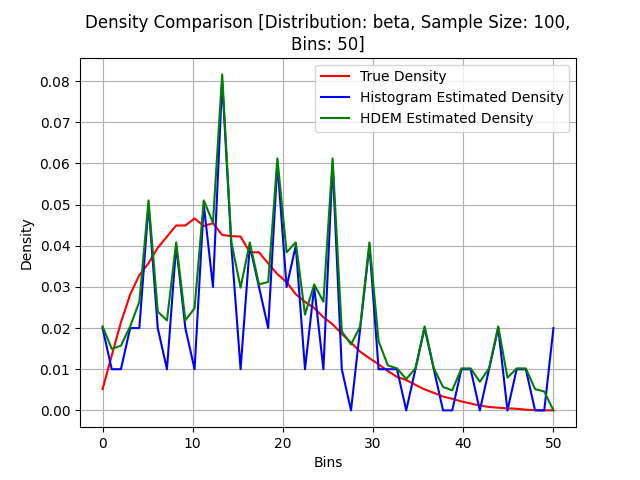 Density Comparison [Distribution: beta, Sample Size: 100,
Bins: 50]
True Density
Histogram Estimated Density
HDEM Estimated Density
0.08
0.07
0.06
0.05
0.04
0.03
0.02
0.01
0.00
Density
0 10 20 30 40 50
Bins